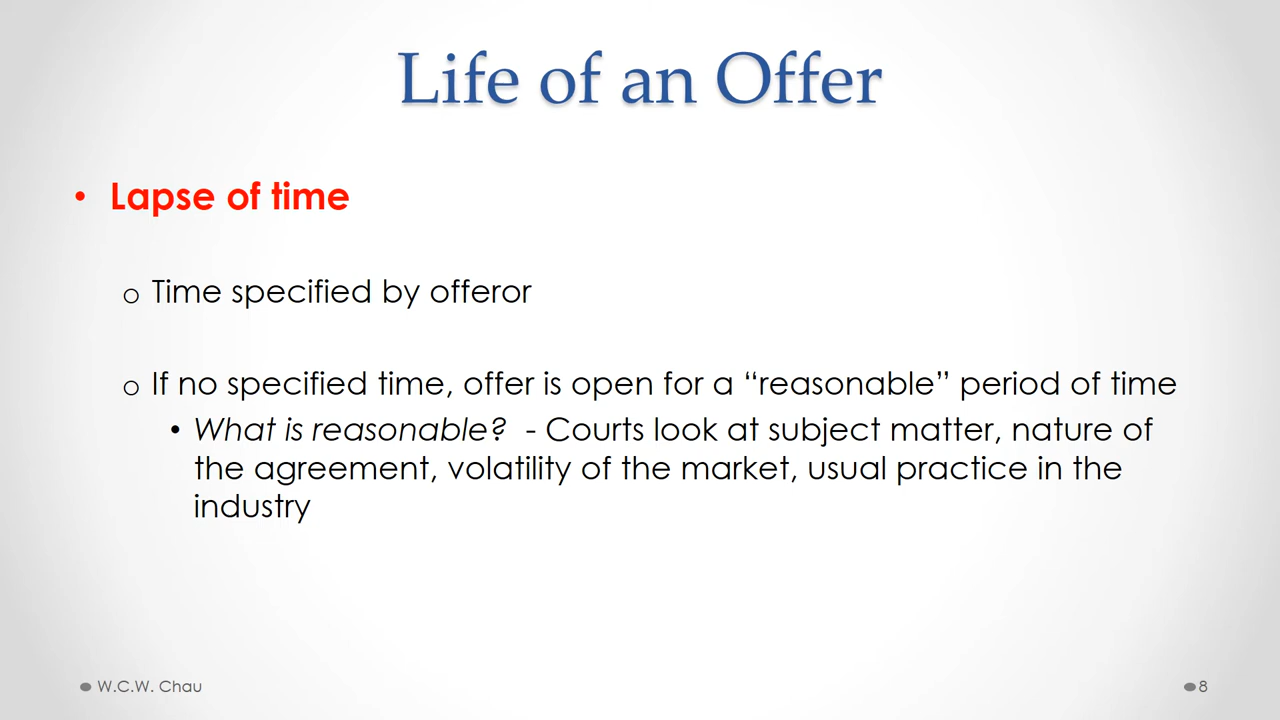 Life of an Offer
• Lapse of time
o Time specified by offeror
o If no specified time, offer is open for a “reasonable” period of time
• What is reasonable? - Courts look at subject matter, nature of
the agreement, volatility of the market, usual practice in the
industry
W.C.W. Chau
8